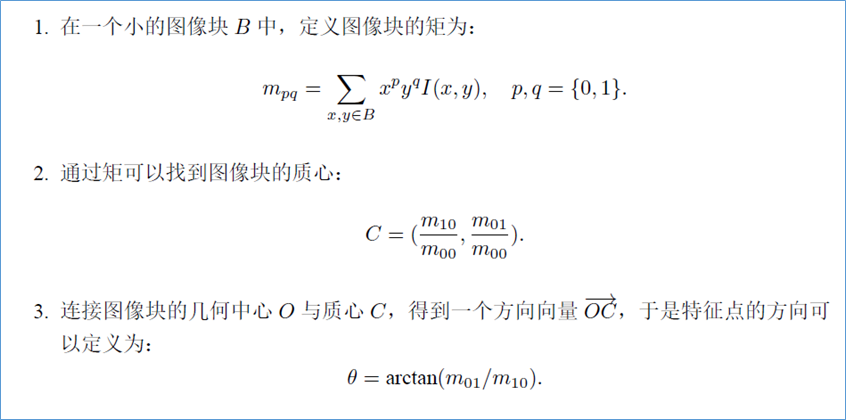 1. 在一个小的图像块 B 中，定义图像块的矩为：
m_{pq} = \sum_{x,y∈B} x^p y^q I(x, y),  p, q = {0, 1}.
2. 通过矩可以找到图像块的质心：
C = (\frac{m_{10}}{m_{00}}, \frac{m_{01}}{m_{00}}).
3. 连接图像块的几何中心 O 与质心 C，得到一个方向向量 \overrightarrow{OC}，于是特征点的方向可
以定义为：
θ = arctan(m_{01}/m_{10}).